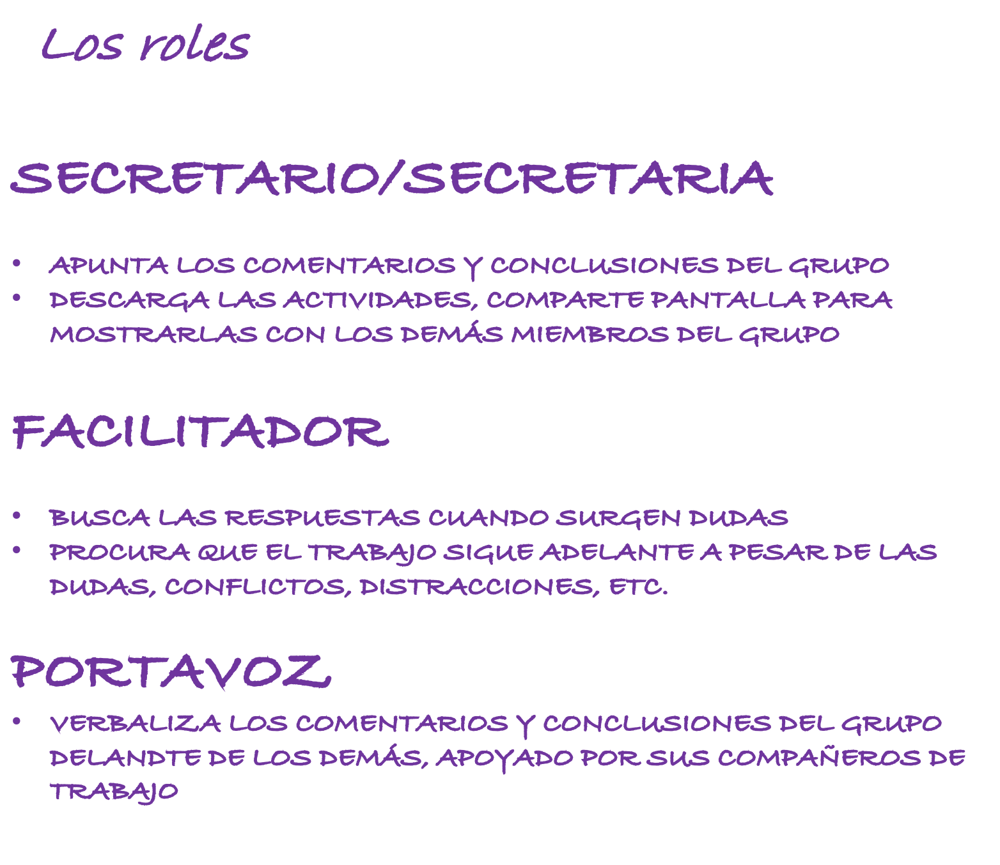 Los roles
SECRETARIO/SECRETARIA
• APUNTA LOS COMENTARIOS Y CONCLUSIONES DEL GRUPO
• DESCARGA LAS ACTIVIDADES, COMPARTE PANTALLA PARA
MOSTRARLAS CON LOS DEMÁS MIEMBROS DEL GRUPO
FACILITADOR
• BUSCA LAS RESPUESTAS CUANDO SURGEN DUDAS
• PROCURA QUE EL TRABAJO SIGUE ADELANTE A PESAR DE LAS
DUDAS, CONFLICTOS, DISTRACCIONES, ETC.
PORTAVOZ
• VERBALIZA LOS COMENTARIOS Y CONCLUSIONES DEL GRUPO
DELANDTE DE LOS DEMÁS, APOYADO POR SUS COMPAÑEROS DE
TRABAJO